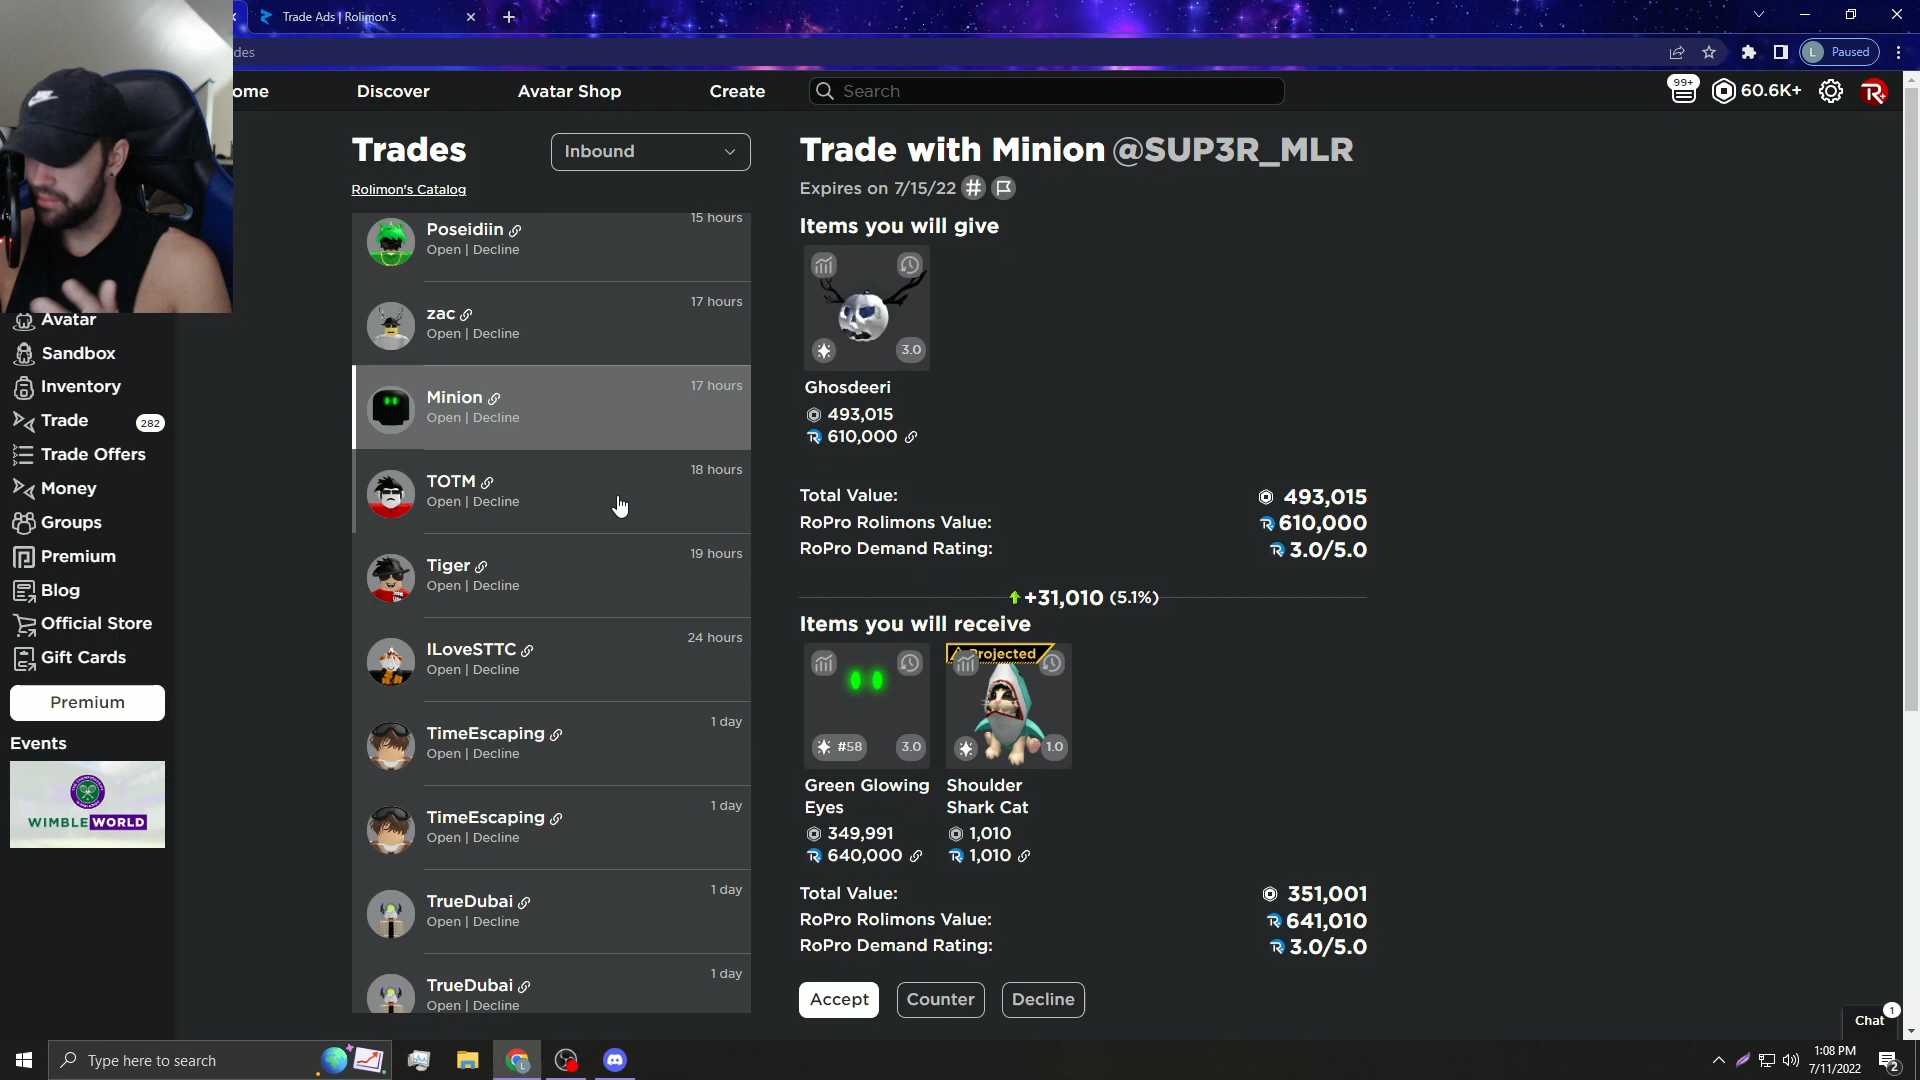 Trade Ads | Rolimon's
des
Paused
ome
Discover
Avatar Shop
Create
Search
99+
60.6K+
Avatar
Sandbox
Inventory
Trade
282
Trade Offers
Money
Groups
Premium
Blog
Official Store
Gift Cards
Premium
Events
WIMBLEWORLD
Trades
Inbound
Rolimon's Catalog
15 hours
Poseidiin
Open | Decline
17 hours
zac
Open | Decline
17 hours
Minion
Open | Decline
18 hours
TOTM
Open | Decline
19 hours
Tiger
Open | Decline
24 hours
ILoveSTTC
Open | Decline
1 day
TimeEscaping
Open | Decline
1 day
TimeEscaping
Open | Decline
1 day
TrueDubai
Open | Decline
1 day
TrueDubai
Open | Decline
Trade with Minion @SUP3R_MLR
Expires on 7/15/22 #
Items you will give
3.0
Ghosdeeri
493,015
610,000
Total Value: 493,015
RoPro Rolimons Value: 610,000
RoPro Demand Rating: 3.0/5.0
+31,010 (5.1%)
Items you will receive
Projected
#58
3.0
1.0
Green Glowing
Eyes
349,991
640,000
Shoulder
Shark Cat
1,010
1,010
Total Value: 351,001
RoPro Rolimons Value: 641,010
RoPro Demand Rating: 3.0/5.0
Accept
Counter
Decline
Chat
1
Type here to search
1:08 PM
7/11/2022
2